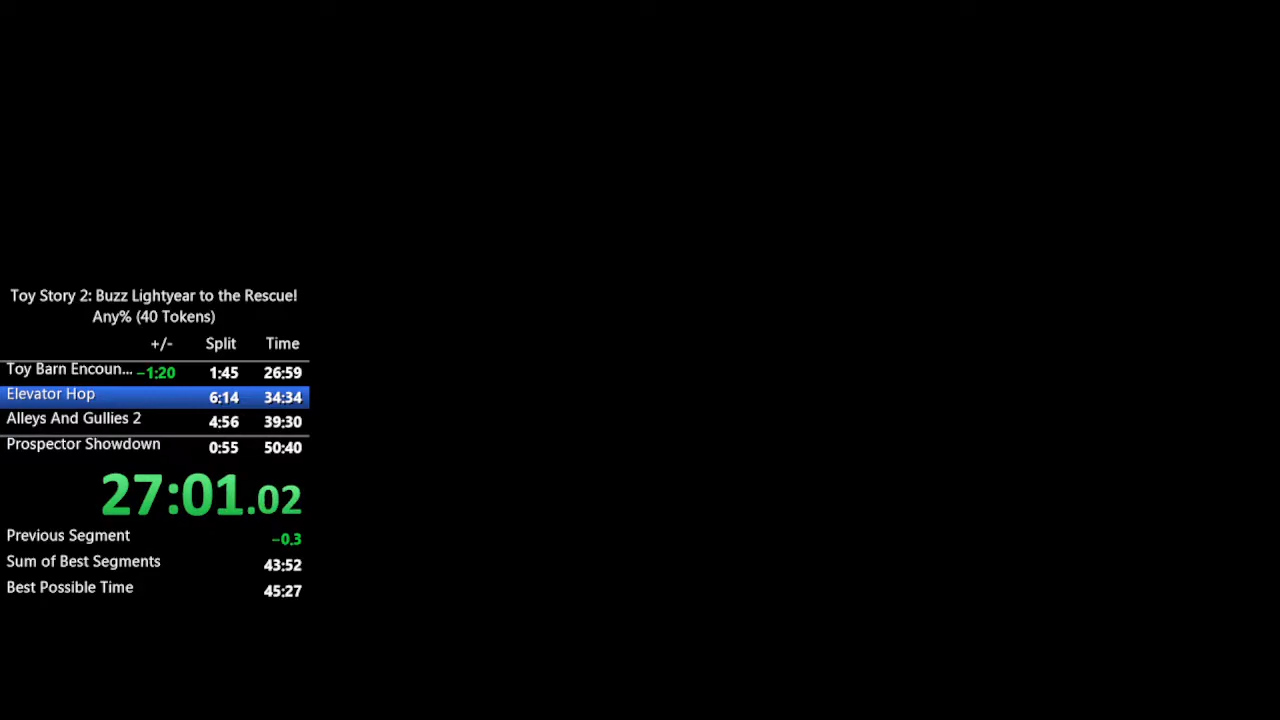 Toy Story 2: Buzz Lightyear to the Rescue!
Any% (40 Tokens)
+/- Split Time
Toy Barn Encoun... −1:20 1:45 26:59
Elevator Hop 6:14 34:34
Alleys And Gullies 2 4:56 39:30
Prospector Showdown 0:55 50:40
27:01.02
Previous Segment −0.3
Sum of Best Segments 43:52
Best Possible Time 45:27